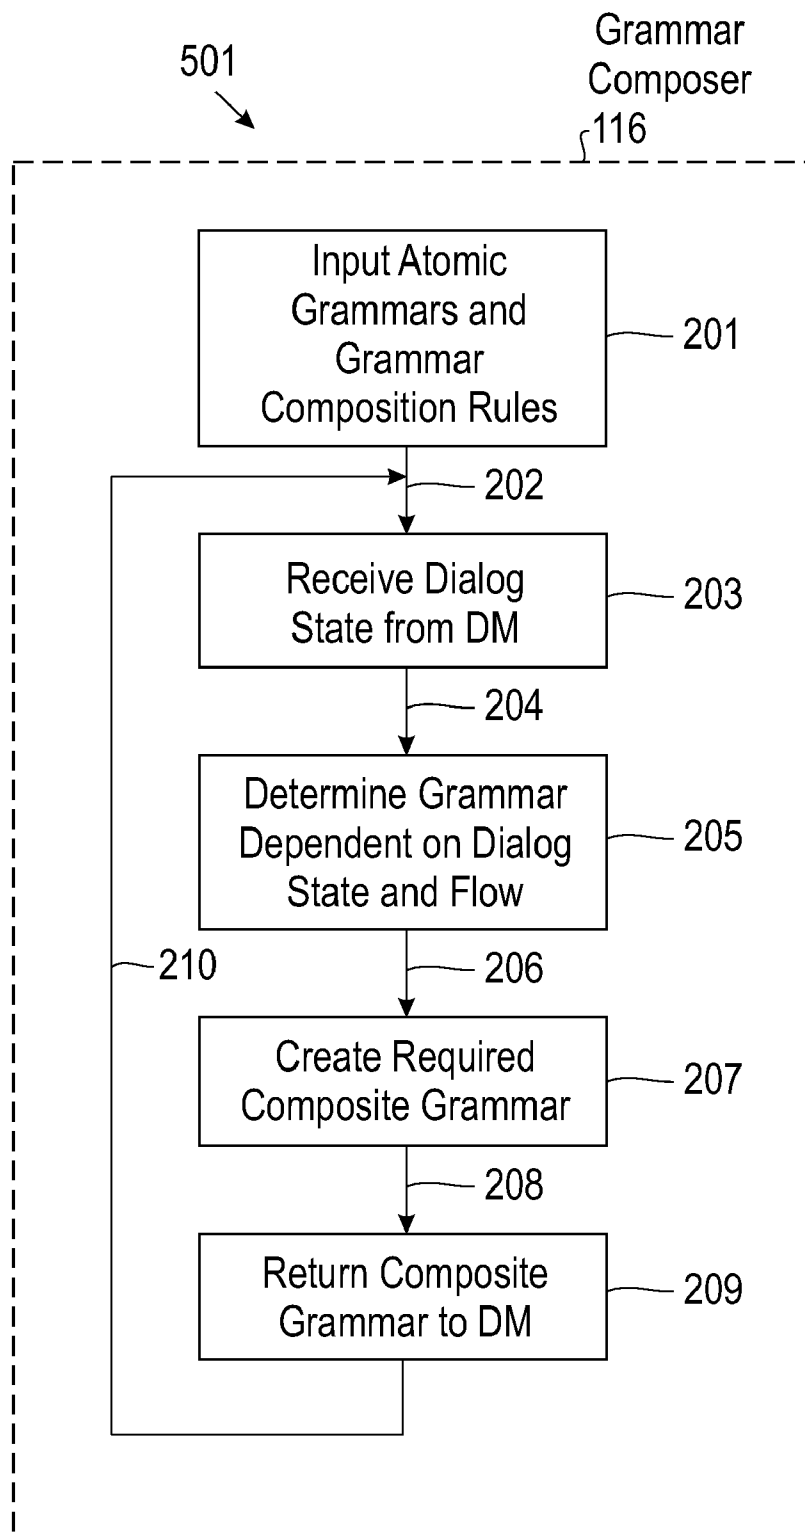 Grammar
Composer
501
116
Input Atomic
Grammars and
Grammar
Composition Rules
201
202
Receive Dialog
State from DM
203
204
Determine Grammar
Dependent on Dialog
State and Flow
205
210
206
Create Required
Composite Grammar
207
208
Return Composite
Grammar to DM
209